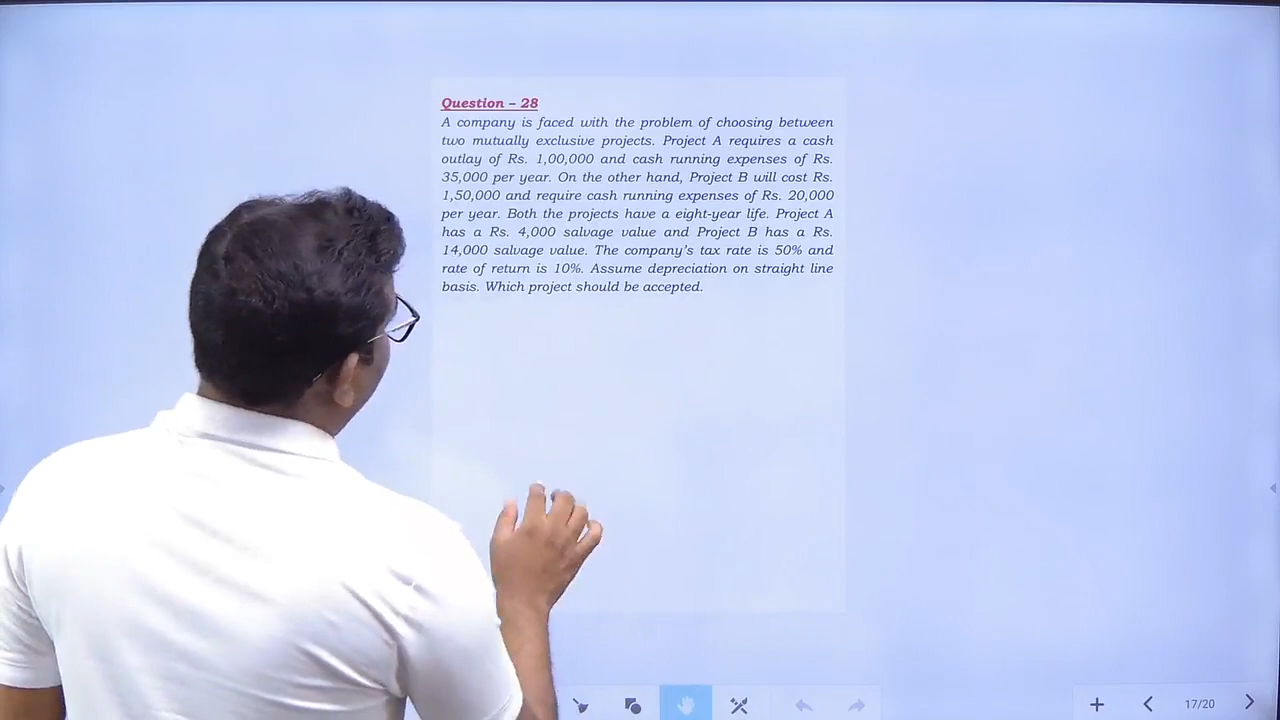 Question – 28
A company is faced with the problem of choosing between
two mutually exclusive projects. Project A requires a cash
outlay of Rs. 1,00,000 and cash running expenses of Rs.
35,000 per year. On the other hand, Project B will cost Rs.
1,50,000 and require cash running expenses of Rs. 20,000
per year. Both the projects have a eight-year life. Project A
has a Rs. 4,000 salvage value and Project B has a Rs.
14,000 salvage value. The company's tax rate is 50% and
rate of return is 10%. Assume depreciation on straight line
basis. Which project should be accepted.
17/20